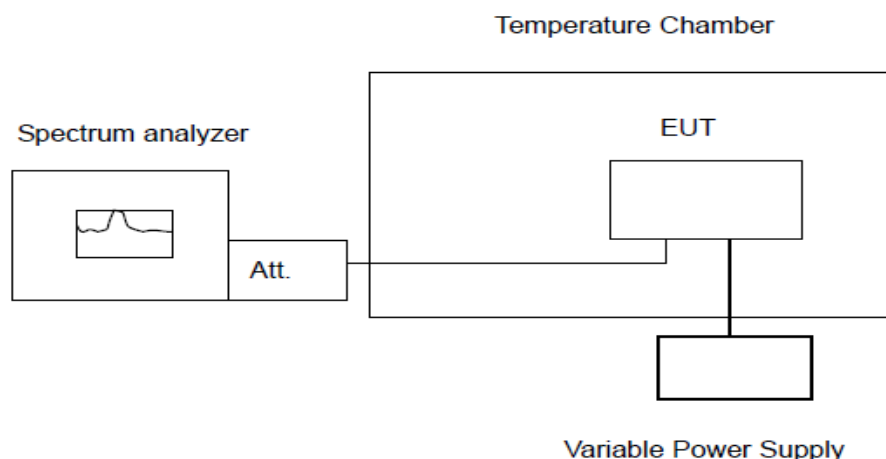 Temperature Chamber
Spectrum analyzer
EUT
Att.
Variable Power Supply